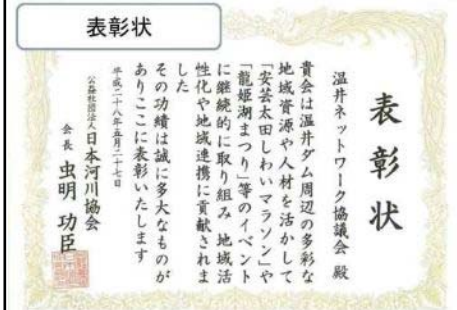 表彰状
表彰状
温井ネットワーク協議会 殿
貴会は温井ダム周辺の多彩な
地域資源や人材を活かして
「安芸太田しわいマラソン」や
「龍姫湖まつり」等のイベント
に継続的に取り組み 地域活
性化や地域連携に貢献されま
した
その功績は誠に多大なものが
ありここに表彰いたします
平成二十八年五月二十七日
公益社団法人日本河川協会
会長 虫明 功臣